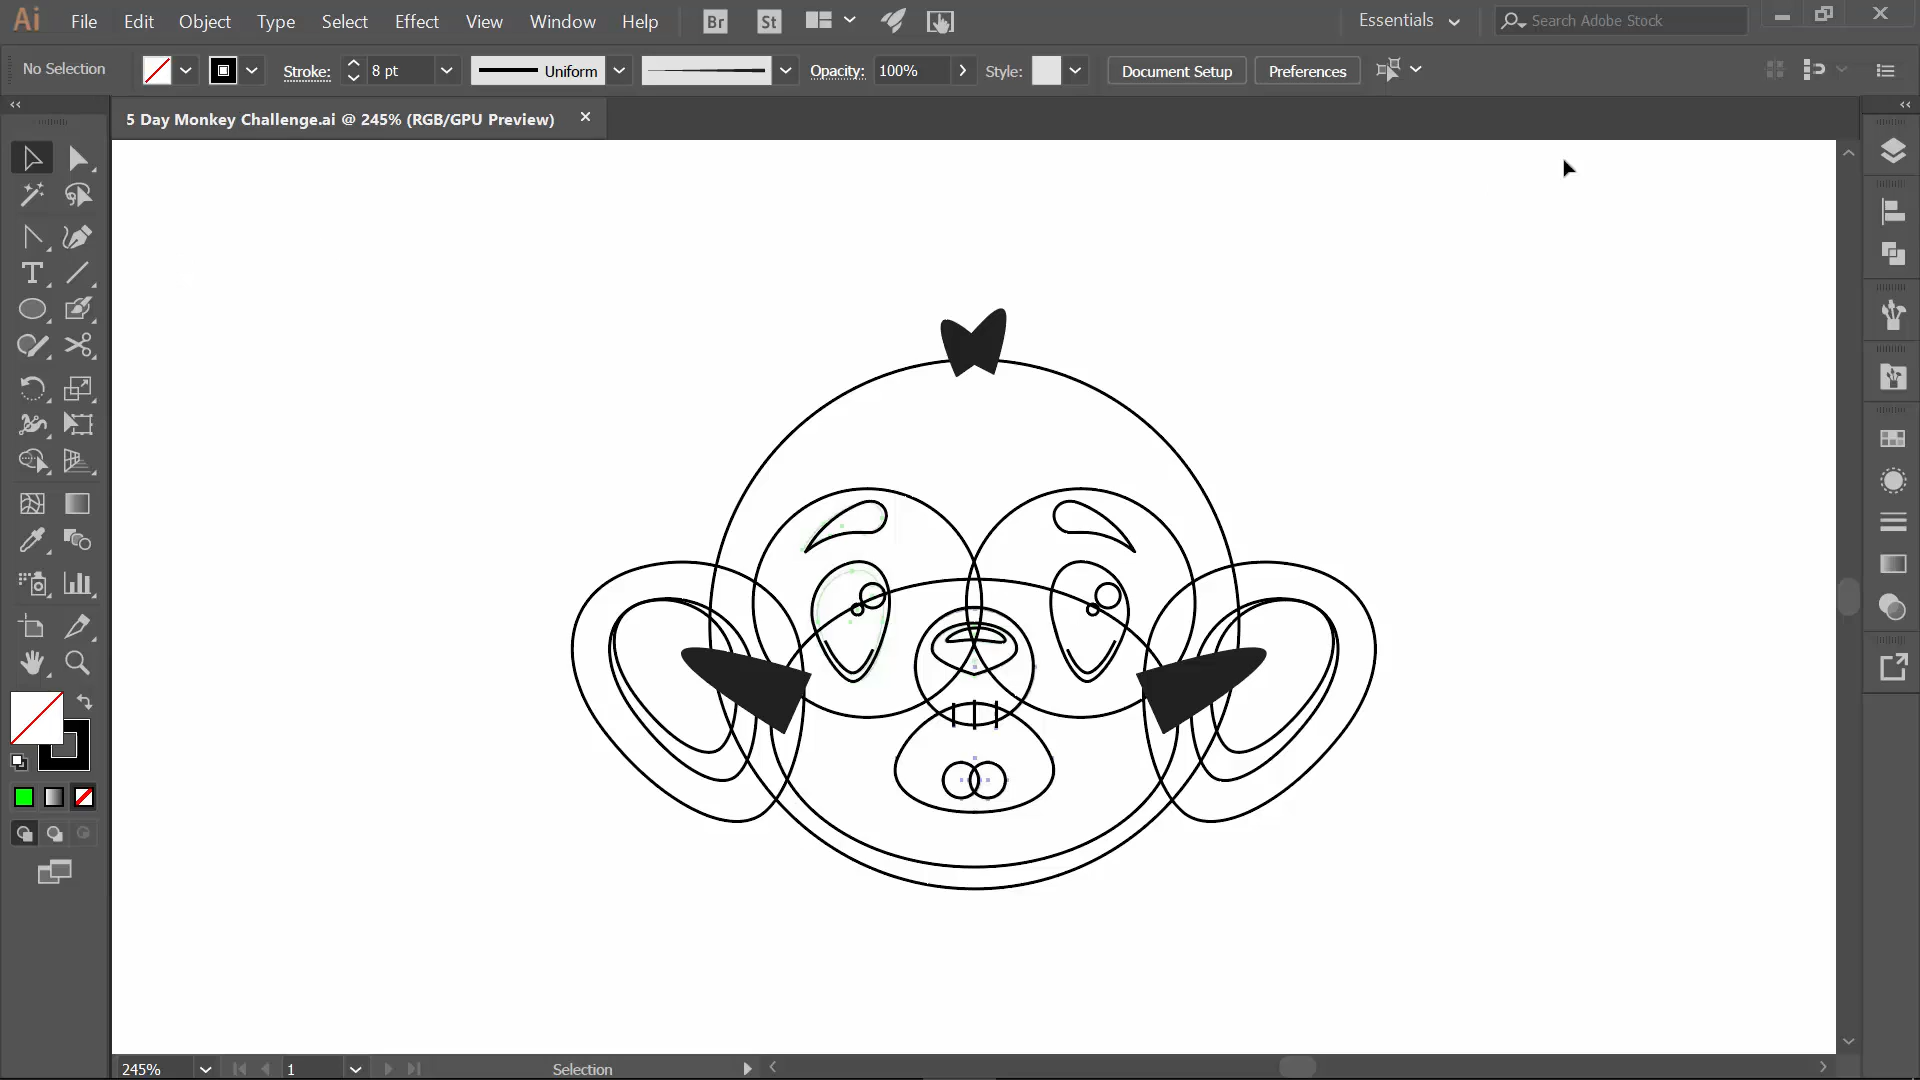 Ai File Edit Object Type Select Effect View Window Help Br St Essentials Search Adobe Stock
No Selection Stroke: 8 pt Uniform Opacity: 100% Style: Document Setup Preferences
5 Day Monkey Challenge.ai @ 245% (RGB/GPU Preview)
245% 1 Selection